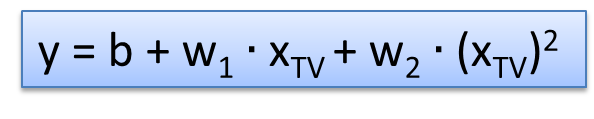 y = b + w₁ · x_TV + w₂ · (x_TV)²